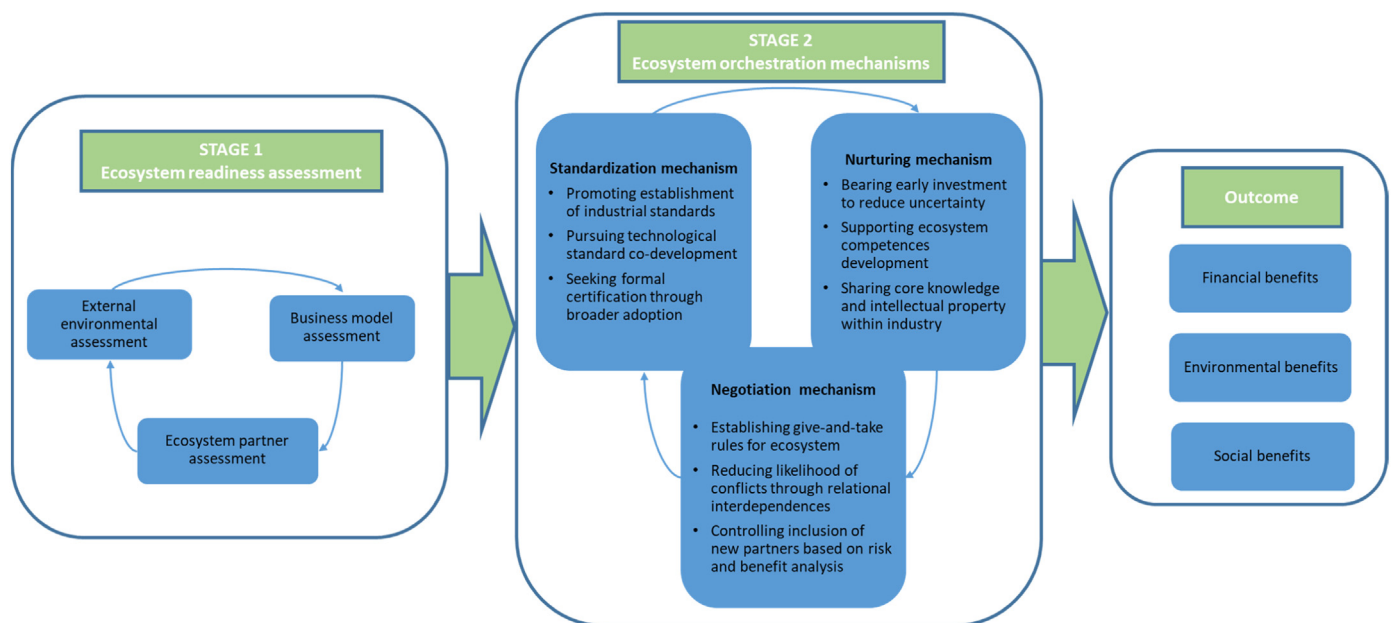 STAGE 1
Ecosystem readiness assessment
External
environmental
assessment
Business model
assessment
Ecosystem partner
assessment
STAGE 2
Ecosystem orchestration mechanisms
Standardization mechanism
• Promoting establishment
of industrial standards
• Pursuing technological
standard co-development
• Seeking formal
certification through
broader adoption
Nurturing mechanism
• Bearing early investment
to reduce uncertainty
• Supporting ecosystem
competences
development
• Sharing core knowledge
and intellectual property
within industry
Negotiation mechanism
• Establishing give-and-take
rules for ecosystem
• Reducing likelihood of
conflicts through relational
interdependences
• Controlling inclusion of
new partners based on risk
and benefit analysis
Outcome
Financial benefits
Environmental benefits
Social benefits